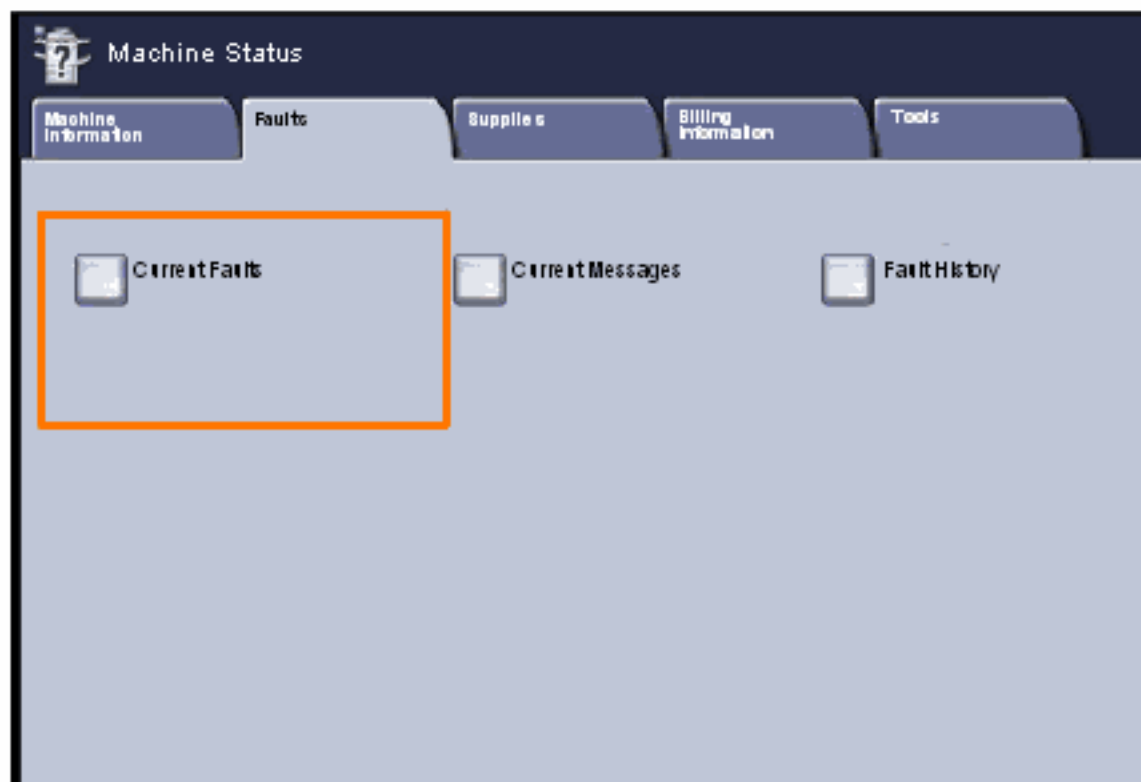 Machine Status
Machine
Information
Faults
Supplies
Billing
Information
Tools
Current Faults
Current Messages
Fault History